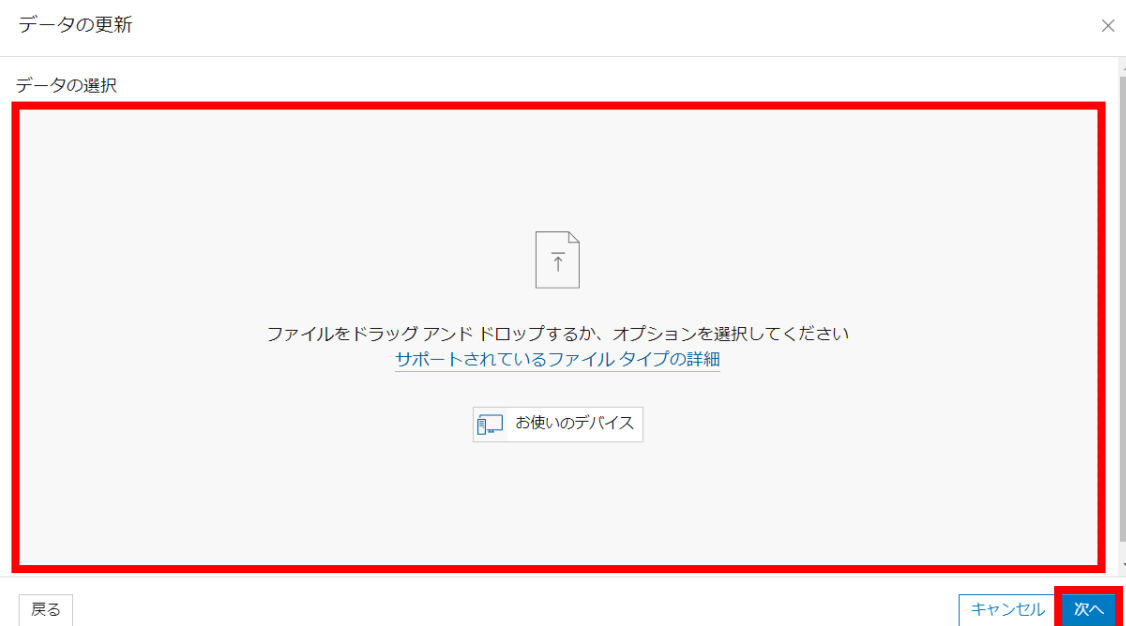 データの更新
データの選択
ファイルをドラッグ アンド ドロップするか、オプションを選択してください
サポートされているファイル タイプの詳細
お使いのデバイス
戻る
キャンセル
次へ